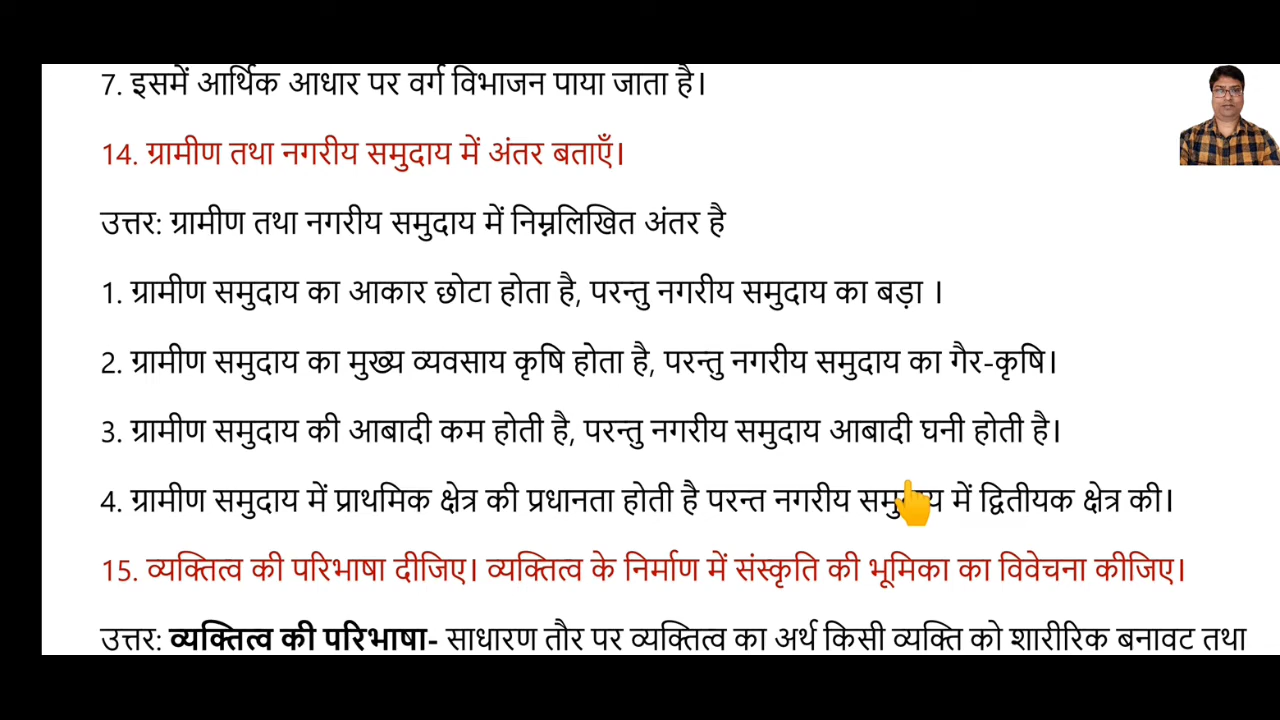 7. इसमें आर्थिक आधार पर वर्ग विभाजन पाया जाता है।
14. ग्रामीण तथा नगरीय समुदाय में अंतर बताएँ।
उत्तर: ग्रामीण तथा नगरीय समुदाय में निम्नलिखित अंतर है
1. ग्रामीण समुदाय का आकार छोटा होता है, परन्तु नगरीय समुदाय का बड़ा ।
2. ग्रामीण समुदाय का मुख्य व्यवसाय कृषि होता है, परन्तु नगरीय समुदाय का गैर-कृषि।
3. ग्रामीण समुदाय की आबादी कम होती है, परन्तु नगरीय समुदाय आबादी घनी होती है।
4. ग्रामीण समुदाय में प्राथमिक क्षेत्र की प्रधानता होती है परन्त नगरीय समुदाय में द्वितीयक क्षेत्र की।
15. व्यक्तित्व की परिभाषा दीजिए। व्यक्तित्व के निर्माण में संस्कृति की भूमिका का विवेचना कीजिए।
उत्तर: व्यक्तित्व की परिभाषा- साधारण तौर पर व्यक्तित्व का अर्थ किसी व्यक्ति को शारीरिक बनावट तथा